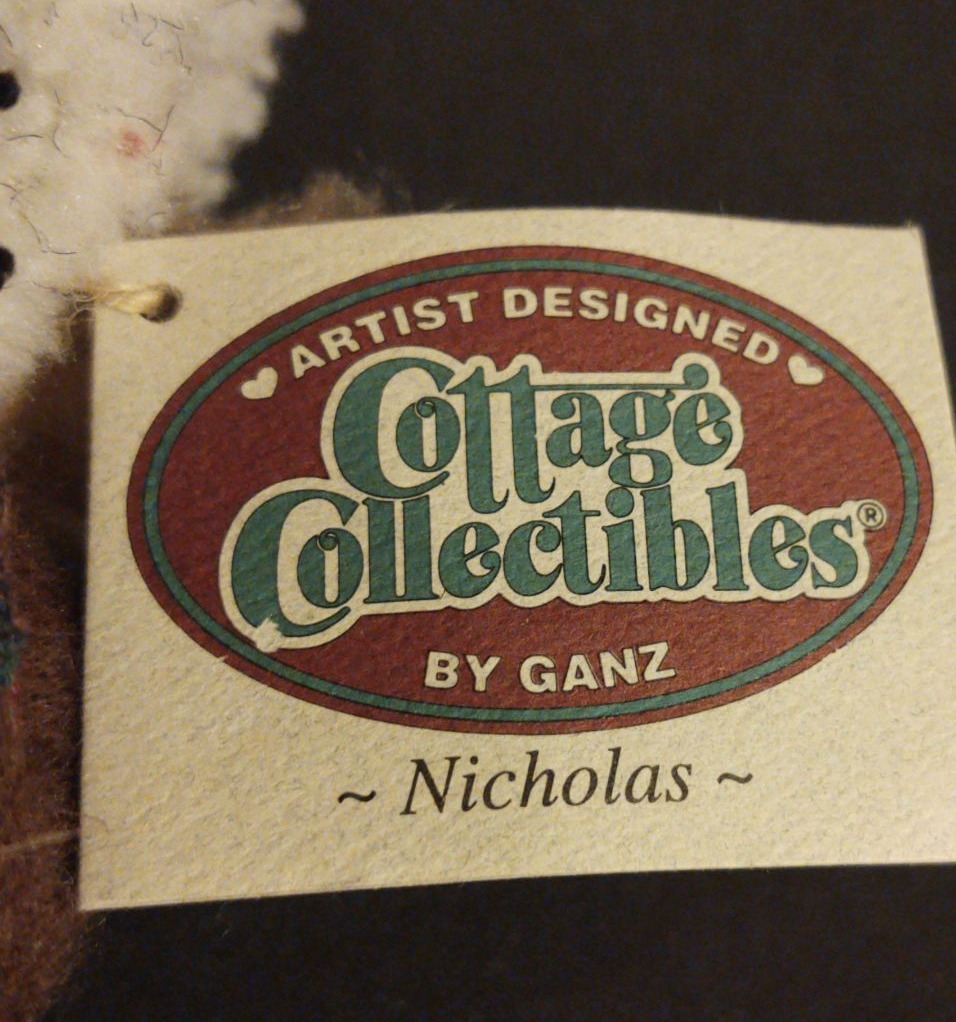 ARTIST DESIGNED
Cottage
Collectibles®
BY GANZ
~ Nicholas ~